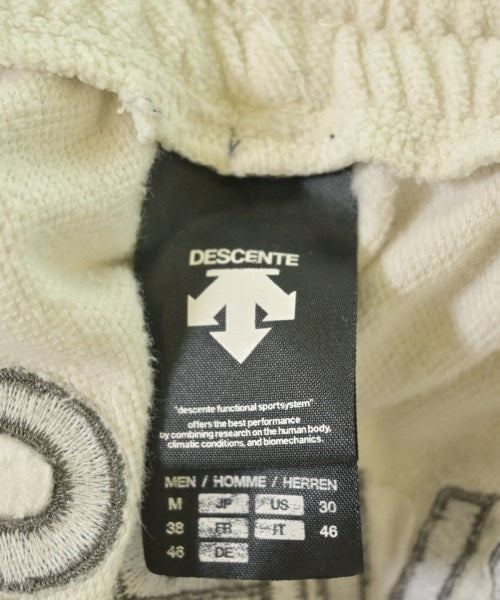 DESCENTE
"descente functional sportsystem"
offers the best performance
by combining research on the human body,
climatic conditions, and biomechanics.
MEN / HOMME / HERREN
M JP US 30
38 FR IT 46
46 DE